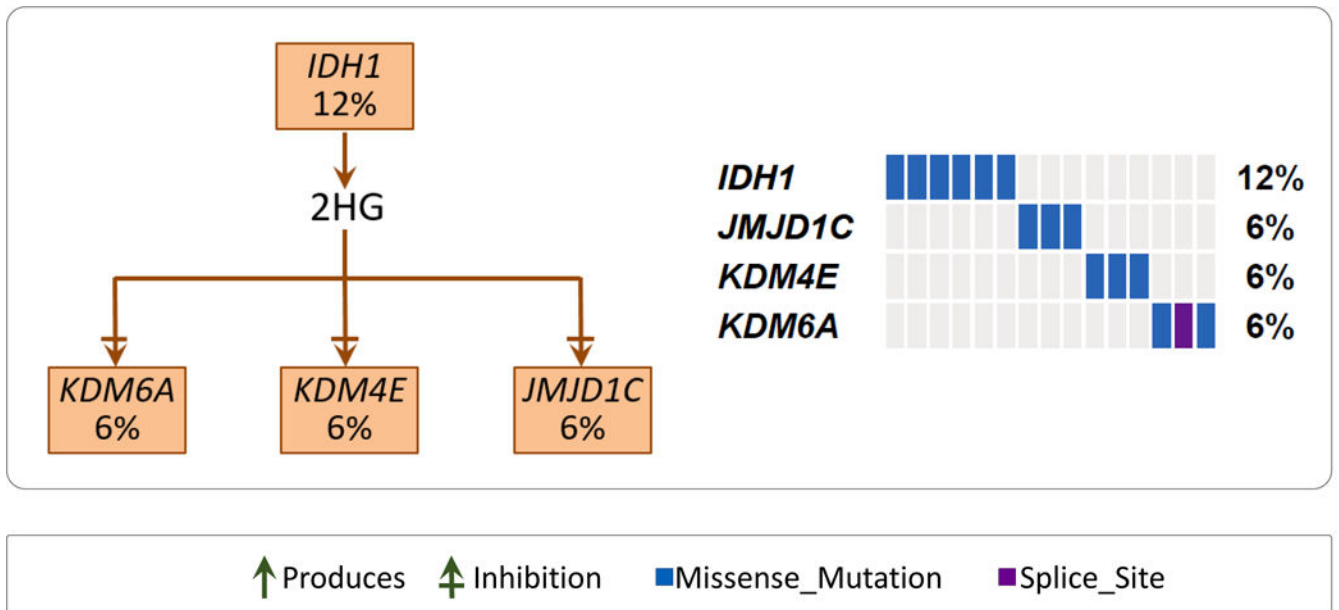 IDH1
12%
2HG
KDM6A
6%
KDM4E
6%
JMJD1C
6%
IDH1 12%
JMJD1C 6%
KDM4E 6%
KDM6A 6%
Produces Inhibition Missense_Mutation Splice_Site